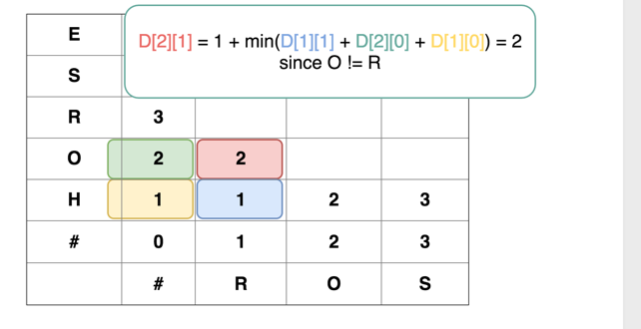 E
D[2][1] = 1 + min(D[1][1] + D[2][0] + D[1][0]) = 2
since O != R
S
R 3
O 2 2
H 1 1 2 3
# 0 1 2 3
# R O S